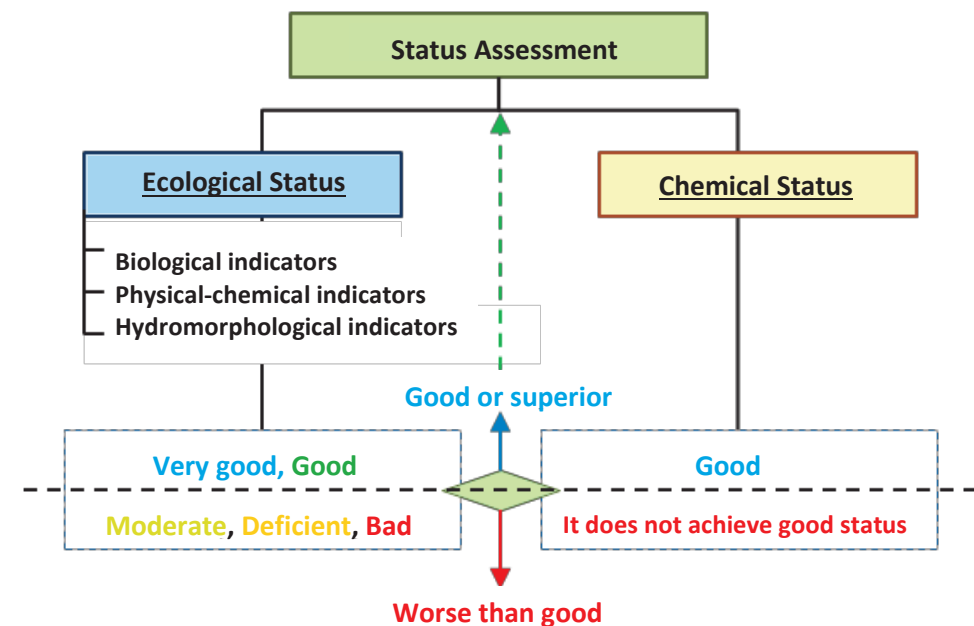 Status Assessment
Ecological Status
Chemical Status
Biological indicators
Physical-chemical indicators
Hydromorphological indicators
Good or superior
Very good, Good
Good
Moderate, Deficient, Bad
It does not achieve good status
Worse than good